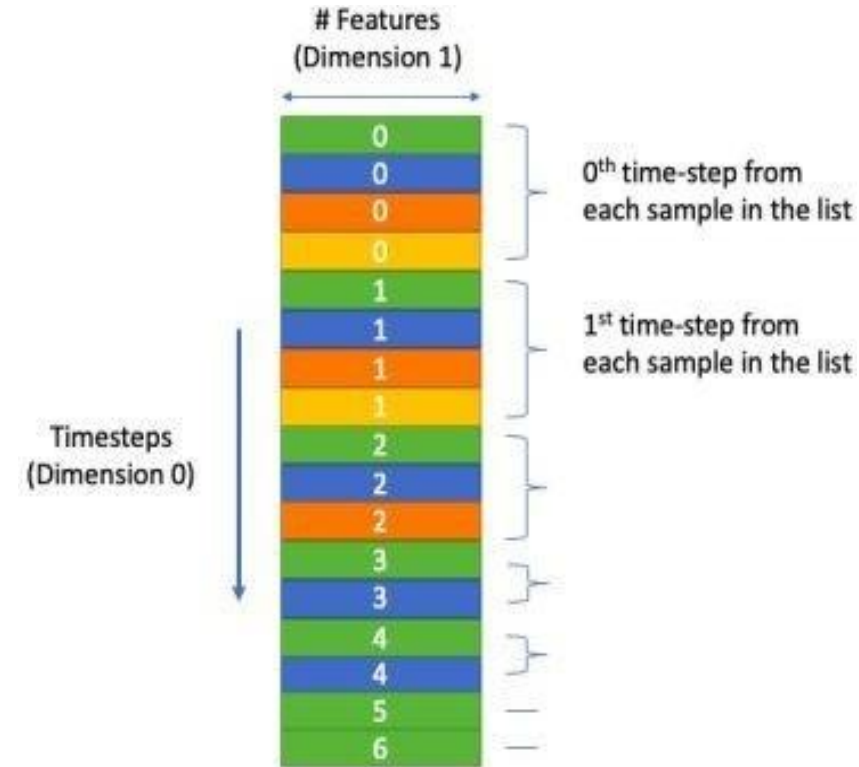 # Features
(Dimension 1)
0
0
0
0
0th time-step from
each sample in the list
1
1
1
1
1st time-step from
each sample in the list
Timesteps
(Dimension 0)
2
2
2
3
3
4
4
5
6